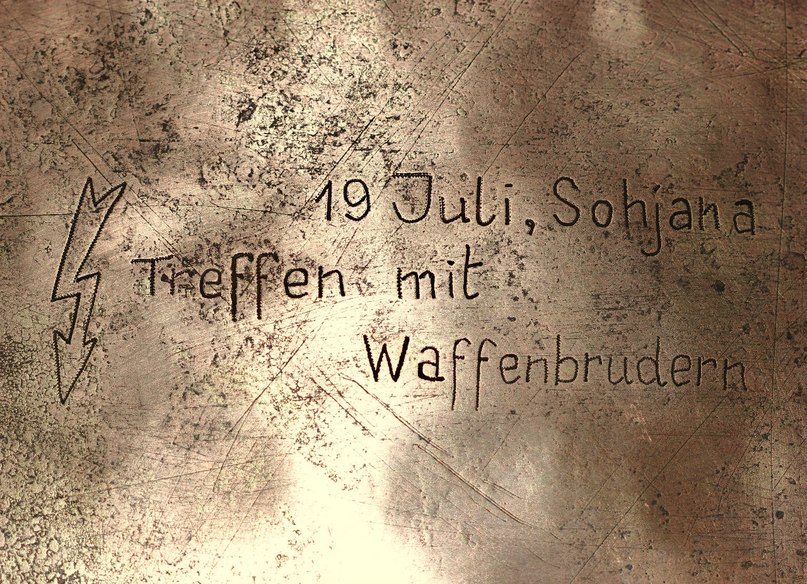 19 Juli, Sohjana
Treffen mit
Waffenbrudern